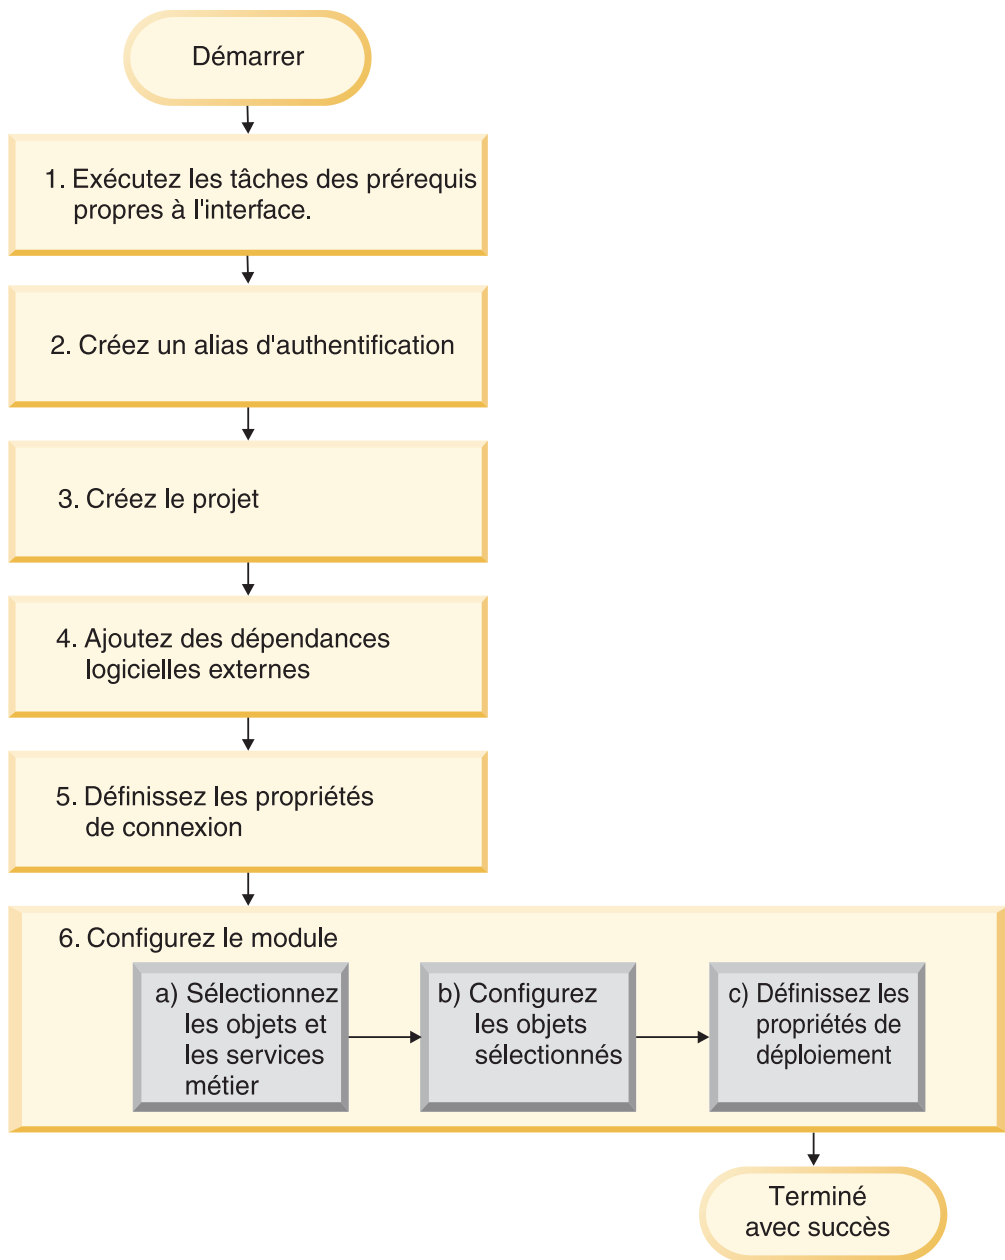 Démarrer
1. Exécutez les tâches des prérequis
propres à l'interface.
2. Créez un alias d'authentification
3. Créez le projet
4. Ajoutez des dépendances
logicielles externes
5. Définissez les propriétés
de connexion
6. Configurez le module
a) Sélectionnez
les objets et
les services
métier
b) Configurez
les objets
sélectionnés
c) Définissez les
propriétés de
déploiement
Terminé
avec succès